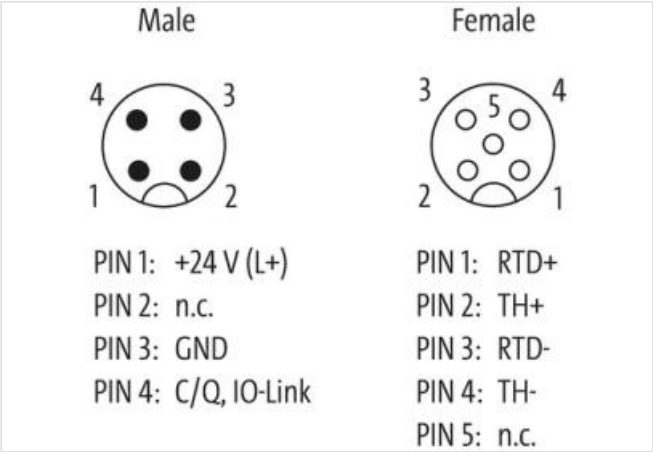 Male Female
4 3 3 5 4
1 2 2 1
PIN 1: +24 V (L+) PIN 1: RTD+
PIN 2: n.c. PIN 2: TH+
PIN 3: GND PIN 3: RTD-
PIN 4: C/Q, IO-Link PIN 4: TH-
PIN 5: n.c.